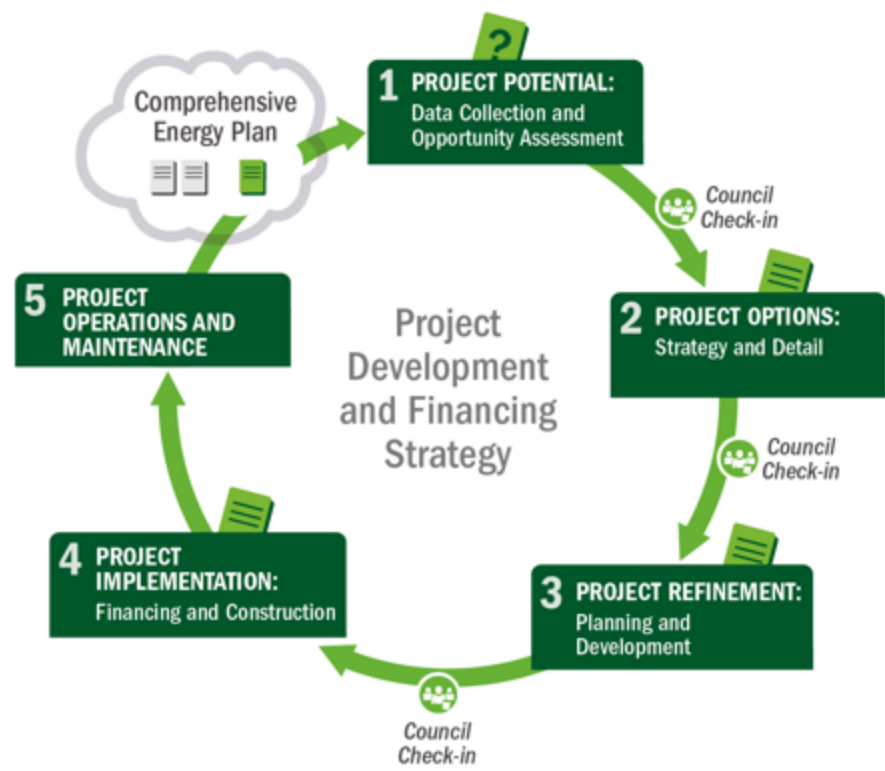 Comprehensive
Energy Plan
?
1 PROJECT POTENTIAL:
Data Collection and
Opportunity Assessment
Council
Check-in
2 PROJECT OPTIONS:
Strategy and Detail
Council
Check-in
3 PROJECT REFINEMENT:
Planning and
Development
Council
Check-in
4 PROJECT
IMPLEMENTATION:
Financing and Construction
5 PROJECT
OPERATIONS AND
MAINTENANCE
Project
Development
and Financing
Strategy